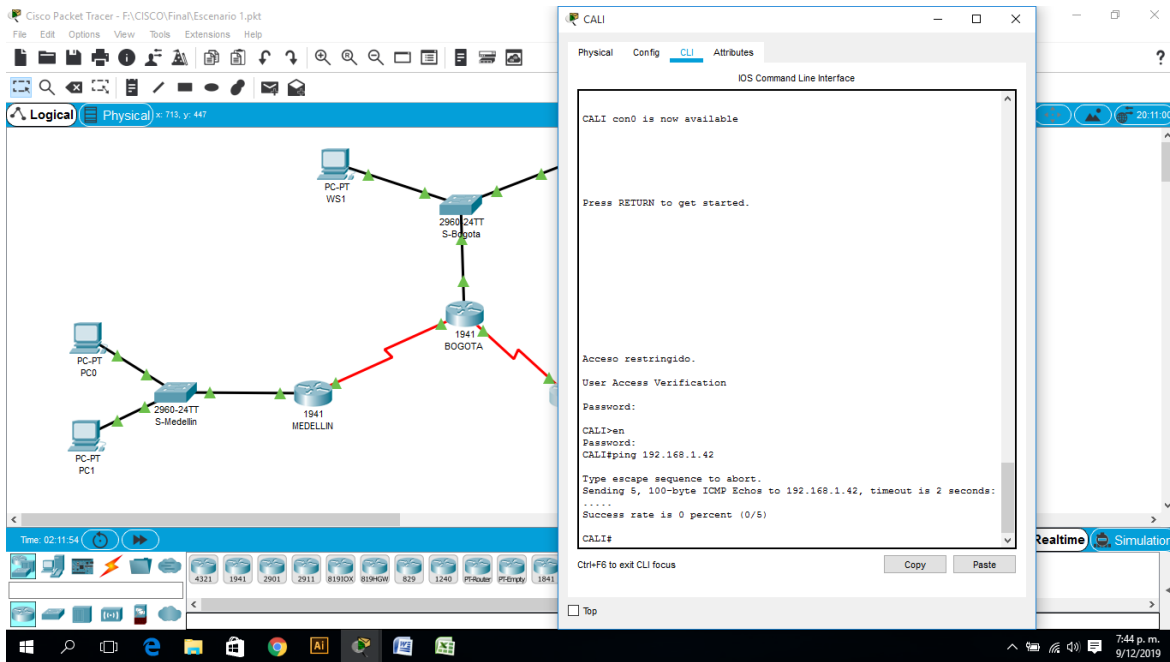 Cisco Packet Tracer - F:\CISCO\Final\Escenario 1.pkt
File Edit Options View Tools Extensions Help
?
Logical
Physical
x: 713, y: 447
20:11:00
PC-PT
WS1
2960-24TT
S-Bogota
1941
BOGOTA
PC-PT
PC0
2960-24TT
S-Medellin
1941
MEDELLIN
PC-PT
PC1
CALI
Physical Config CLI Attributes
IOS Command Line Interface
CALI con0 is now available
Press RETURN to get started.
Acceso restringido.
User Access Verification
Password:
CALI>en
Password:
CALI#ping 192.168.1.42
Type escape sequence to abort.
Sending 5, 100-byte ICMP Echos to 192.168.1.42, timeout is 2 seconds:
.....
Success rate is 0 percent (0/5)
CALI#
Ctrl+F6 to exit CLI focus
Copy
Paste
Top
Time: 02:11:54
Realtime
Simulation
4321 1941 2901 2911 819IOX 819HGW 829 1240 PT-Router PT-Empty 1841
Ai
7:44 p. m.
9/12/2019